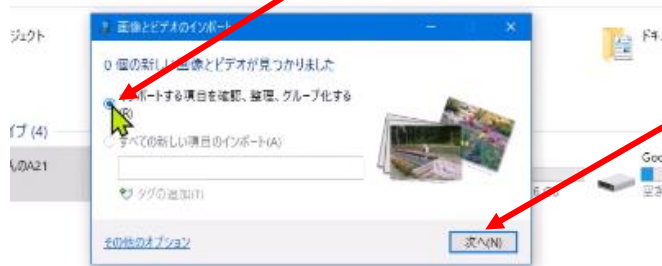 ジェクト
画像とビデオのインポート
ドキ
0 個の新しい画像とビデオが見つかりました
インポートする項目を確認、整理、グループ化する
(R)
すべての新しい項目のインポート(A)
イブ (4)
んのA21
Goo
タグの追加(T)
空き
その他のオプション
次へ(N)